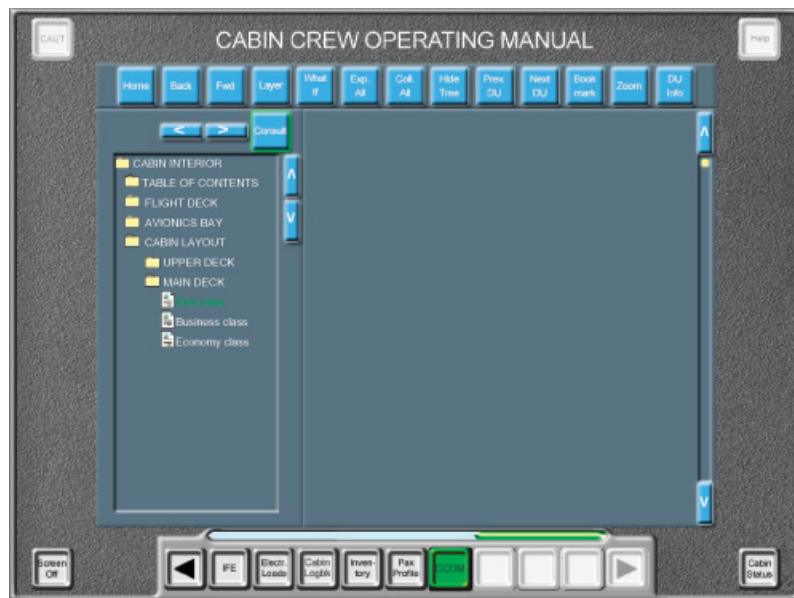 CAUT
CABIN CREW OPERATING MANUAL
Help
Home
Back
Fwd
Layer
What
If
Exp.
All
Coll.
All
Hide
Tree
Prev.
DU
Next
DU
Book
mark
Zoom
DU
Info
<
>
Consult
CABIN INTERIOR
TABLE OF CONTENTS
FLIGHT DECK
AVIONICS BAY
CABIN LAYOUT
UPPER DECK
MAIN DECK
First class
Business class
Economy class
Screen
Off
IFE
Electr.
Loads
Cabin
Logbk
Inven-
tory
Pax
Profile
CCOM
Cabin
Status